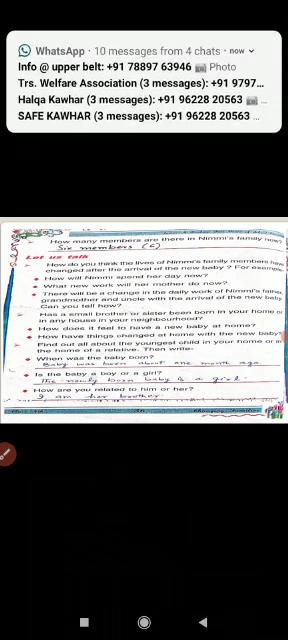 WhatsApp · 10 messages from 4 chats · now
Info @ upper belt: +91 78897 63946 Photo
Trs. Welfare Association (3 messages): +91 9797...
Halqa Kawhar (3 messages): +91 96228 20563 ...
SAFE KAWHAR (3 messages): +91 96228 20563 ...
How many members are there in Nimmi's family now?
Six members (6)
Let us talk
How do you think the lives of Nimmi's family members have
changed after the arrival of the new baby? For example
How will Nimmi spend her day now?
What new work will her mother do now?
There will be a change in the daily work of Nimmi's father,
grandmother and uncle with the arrival of the new baby
Can you tell how?
Has a small brother or sister been born in your home or
in any house in your neighbourhood?
How does it feel to have a new baby at home?
How have things changed at home with the new baby?
Find out all about the youngest child in your home or in
the home of a relative. Then write-
When was the baby born?
Baby was born about one month ago.
Is the baby a boy or a girl?
The newly born baby is a girl.
How are you related to him or her?
I am her brother.